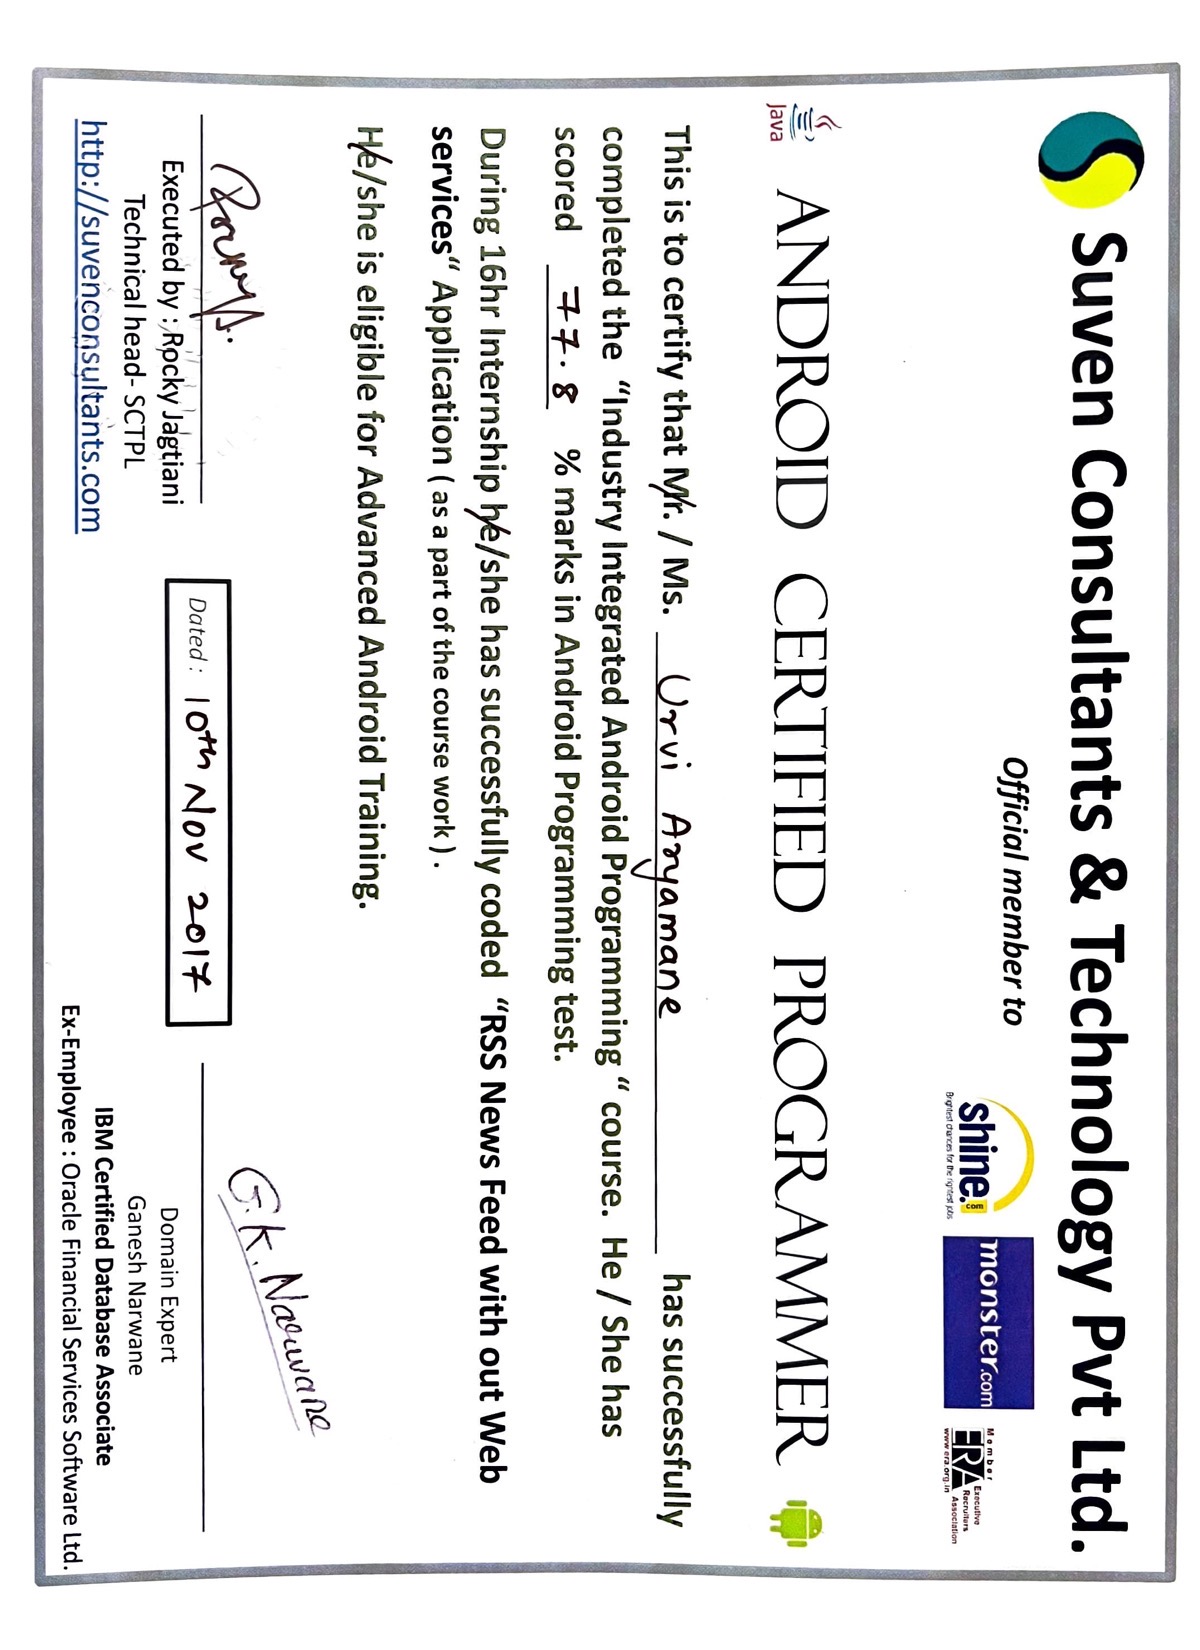 Suven Consultants & Technology Pvt Ltd.
Official member to
shine.com
Brightest chances for the rightest jobs
monster.com
Member
ERA Executive Recruiters Association
www.era.org.in
Java
ANDROID CERTIFIED PROGRAMMER
This is to certify that Mr. / Ms. Urvi Aryamane has successfully
completed the “Industry Integrated Android Programming “ course. He / She has
scored 77.8 % marks in Android Programming test.
During 16hr Internship he/she has successfully coded “RSS News Feed with out Web
services“ Application ( as a part of the course work ) .
He/she is eligible for Advanced Android Training.
Rockyj.
G.K. Narwane
Dated : 10th Nov 2017
Executed by : Rocky Jagtiani
Technical head- SCTPL
http://suvenconsultants.com
Domain Expert
Ganesh Narwane
IBM Certified Database Associate
Ex-Employee : Oracle Financial Services Software Ltd.